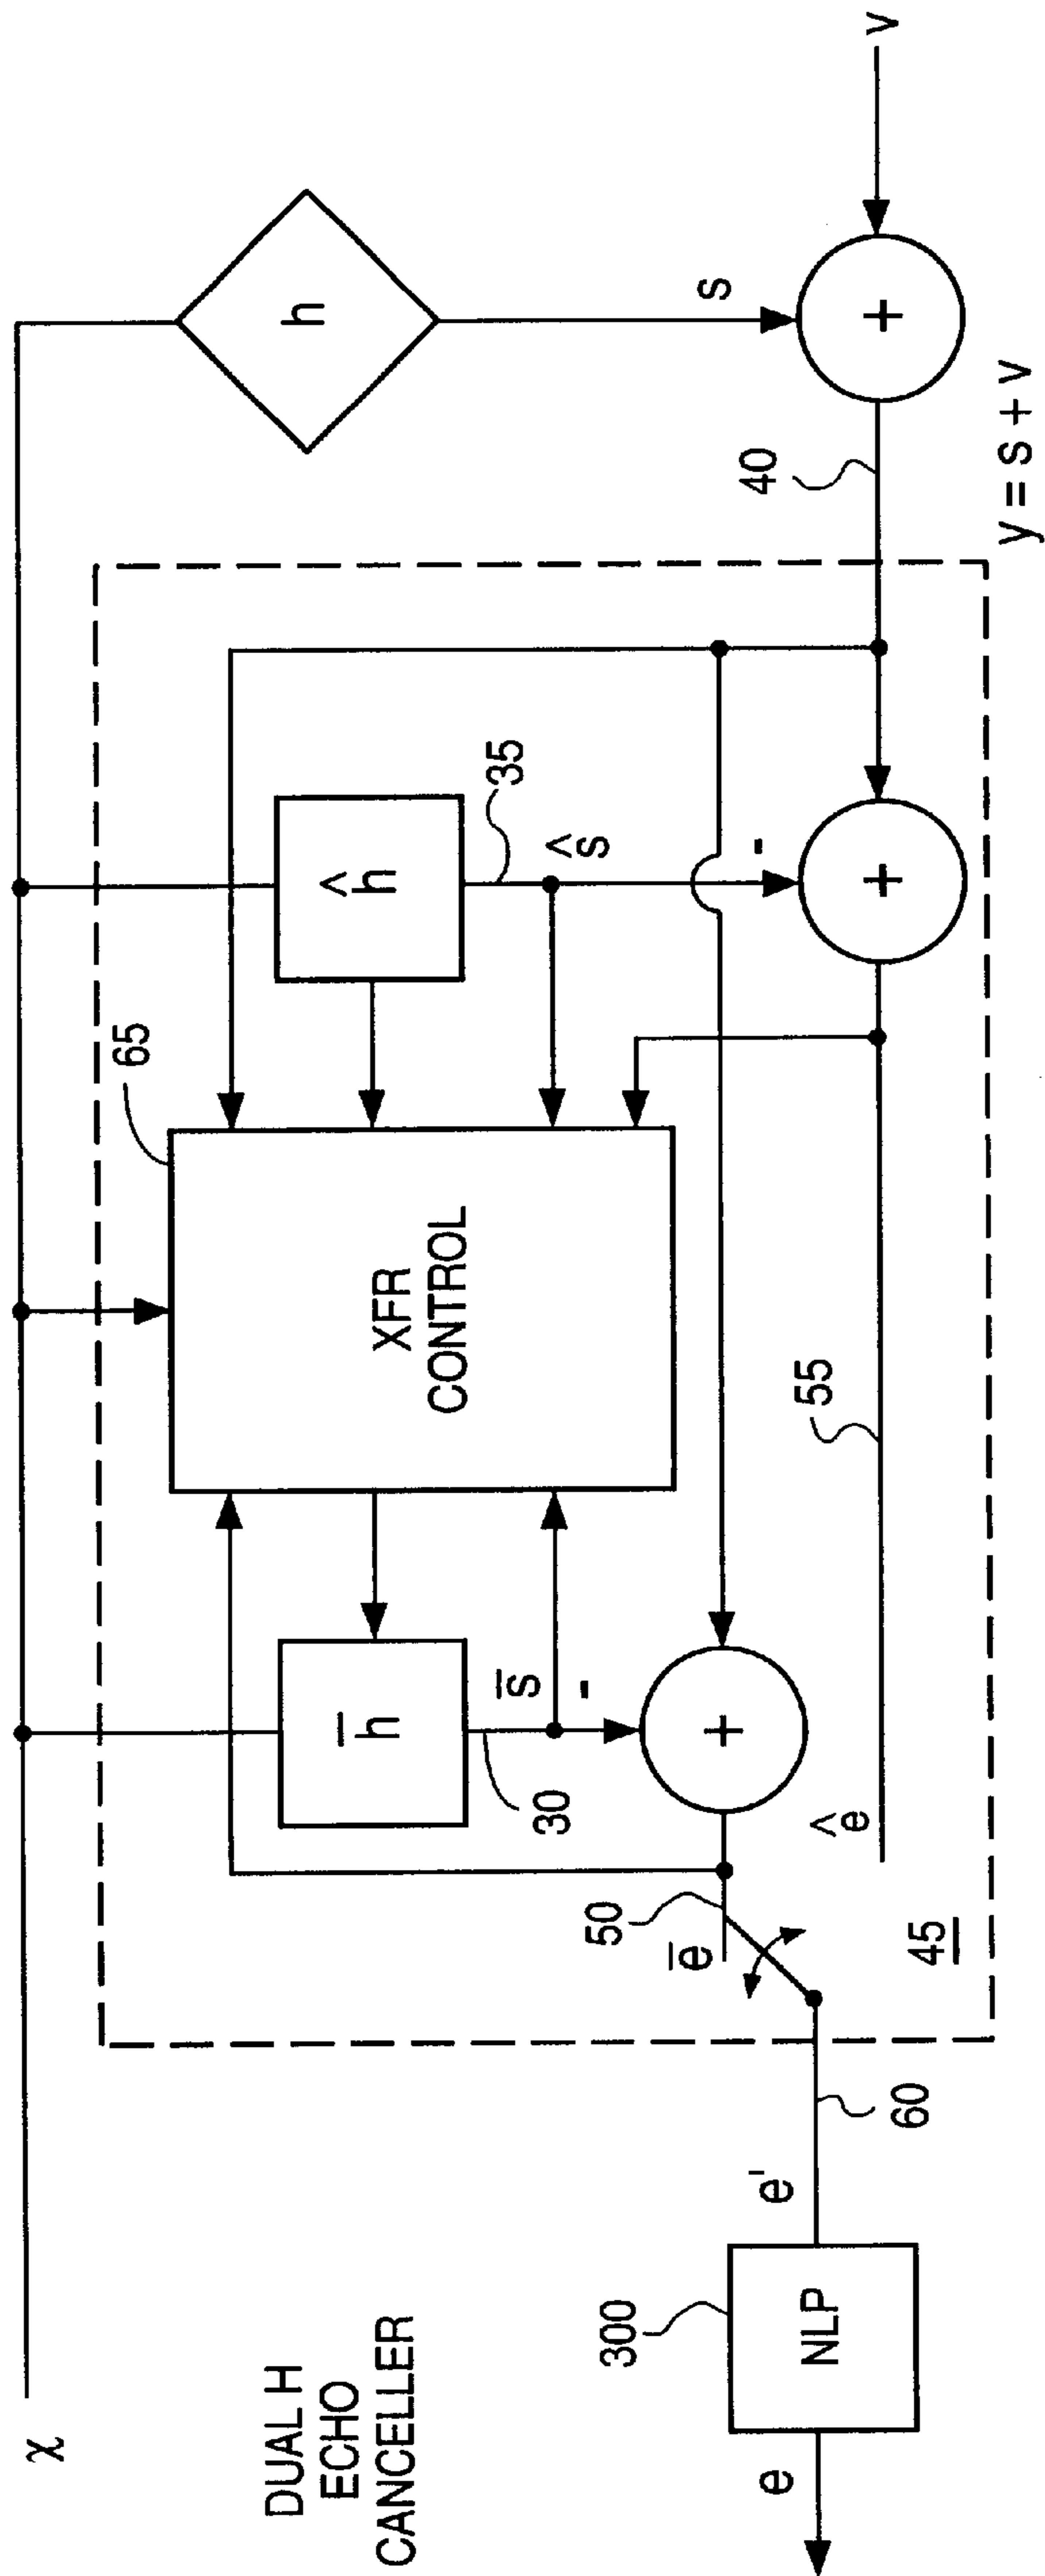 χ
h
v
s
40
y = s + v
65
ĥ
35
ŝ
-
+
+
XFR
CONTROL
55
h̄
s̄
-
30
+
ê
50
ē
45
60
e'
300
NLP
e
DUAL H
ECHO
CANCELLER